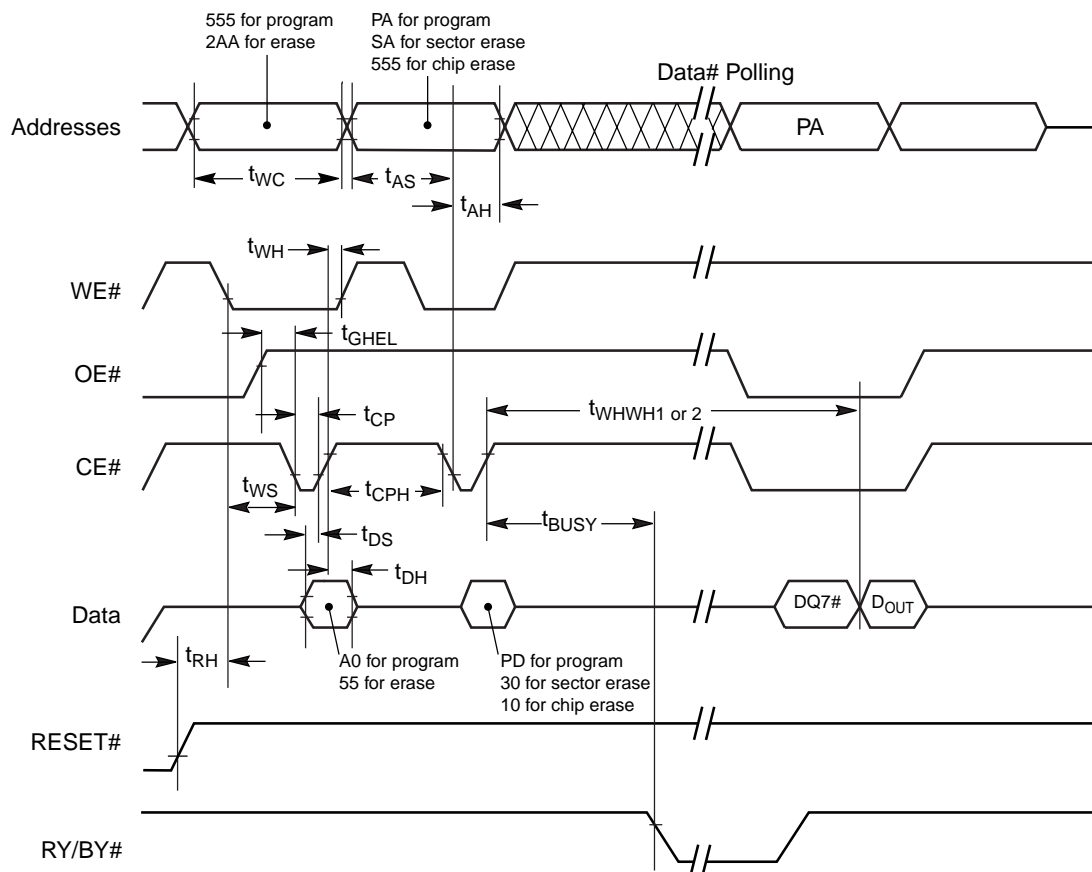 555 for program
2AA for erase
PA for program
SA for sector erase
555 for chip erase
Data# Polling
Addresses
PA
tWC
tAS
tAH
tWH
WE#
tGHEL
OE#
tWHWH1 or 2
tCP
CE#
tWS
tCPH
tBUSY
tDS
tDH
Data
DQ7#
DOUT
tRH
A0 for program
55 for erase
PD for program
30 for sector erase
10 for chip erase
RESET#
RY/BY#